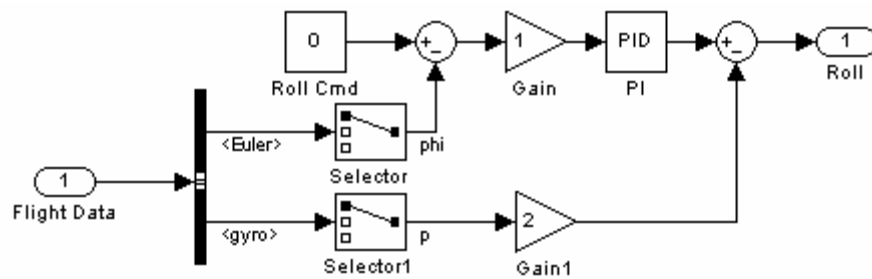 0
Roll Cmd
+
−
1
Gain
PID
PI
+
−
1
Roll
<Euler>
phi
Selector
1
Flight Data
<gyro>
p
Selector1
2
Gain1